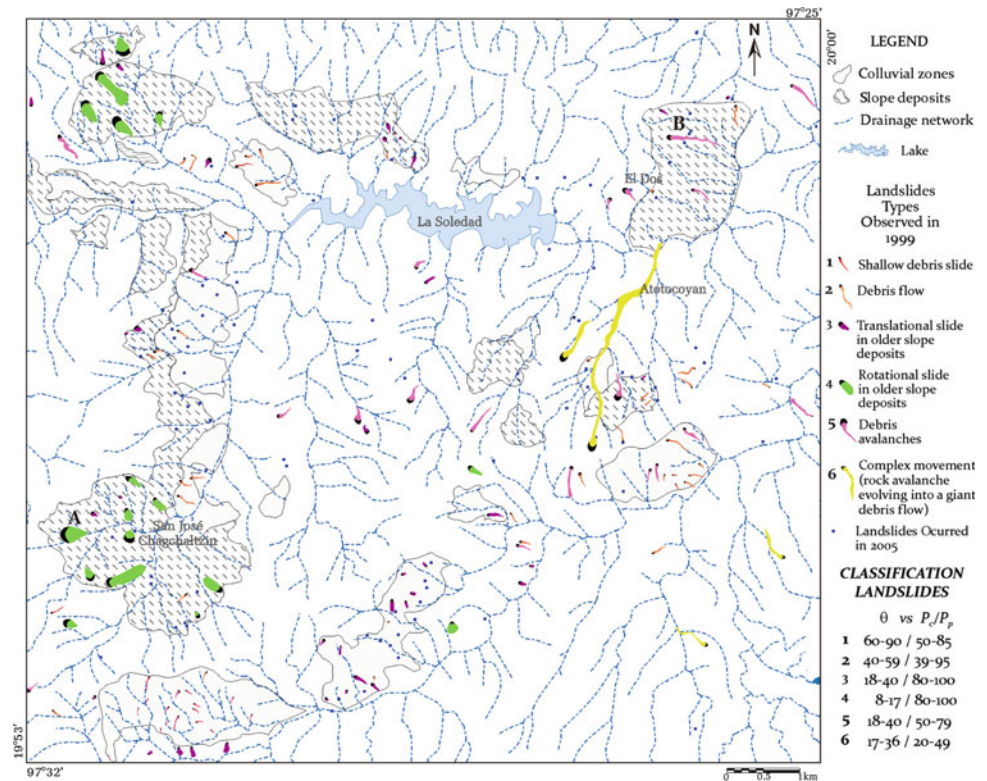 97°25'
20°00'
N
B
El Dos
La Soledad
Atotocoyan
A
San José
Chagchaltzin
19°53'
97°32'
0 0.5 1km
LEGEND
Colluvial zones
Slope deposits
Drainage network
Lake
Landslides
Types
Observed in
1999
1 Shallow debris slide
2 Debris flow
3 Translational slide
in older slope
deposits
4 Rotational slide
in older slope
deposits
5 Debris
avalanches
6 Complex movement
(rock avalanche
evolving into a giant
debris flow)
Landslides Ocurred
in 2005
CLASSIFICATION
LANDSLIDES
θ vs Pc/Pp
1 60-90 / 50-85
2 40-59 / 39-95
3 18-40 / 80-100
4 8-17 / 80-100
5 18-40 / 50-79
6 17-36 / 20-49